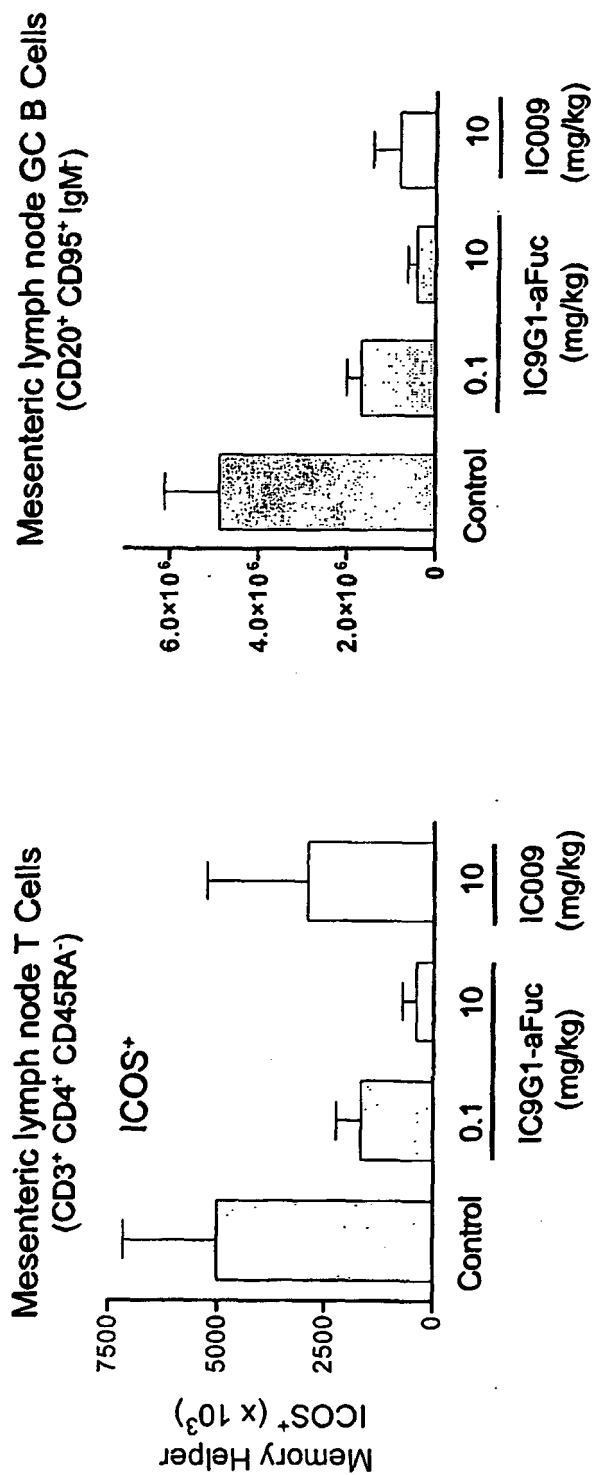 Mesenteric lymph node T Cells
(CD3⁺ CD4⁺ CD45RA⁻)
ICOS⁺
Memory Helper
ICOS⁺ (x 10³)
7500
5000
2500
0
Control
0.1
10
10
IC9G1-aFuc
(mg/kg)
IC009
(mg/kg)
Mesenteric lymph node GC B Cells
(CD20⁺ CD95⁺ IgM⁻)
6.0×10⁶
4.0×10⁶
2.0×10⁶
0
Control
0.1
10
10
IC9G1-aFuc
(mg/kg)
IC009
(mg/kg)